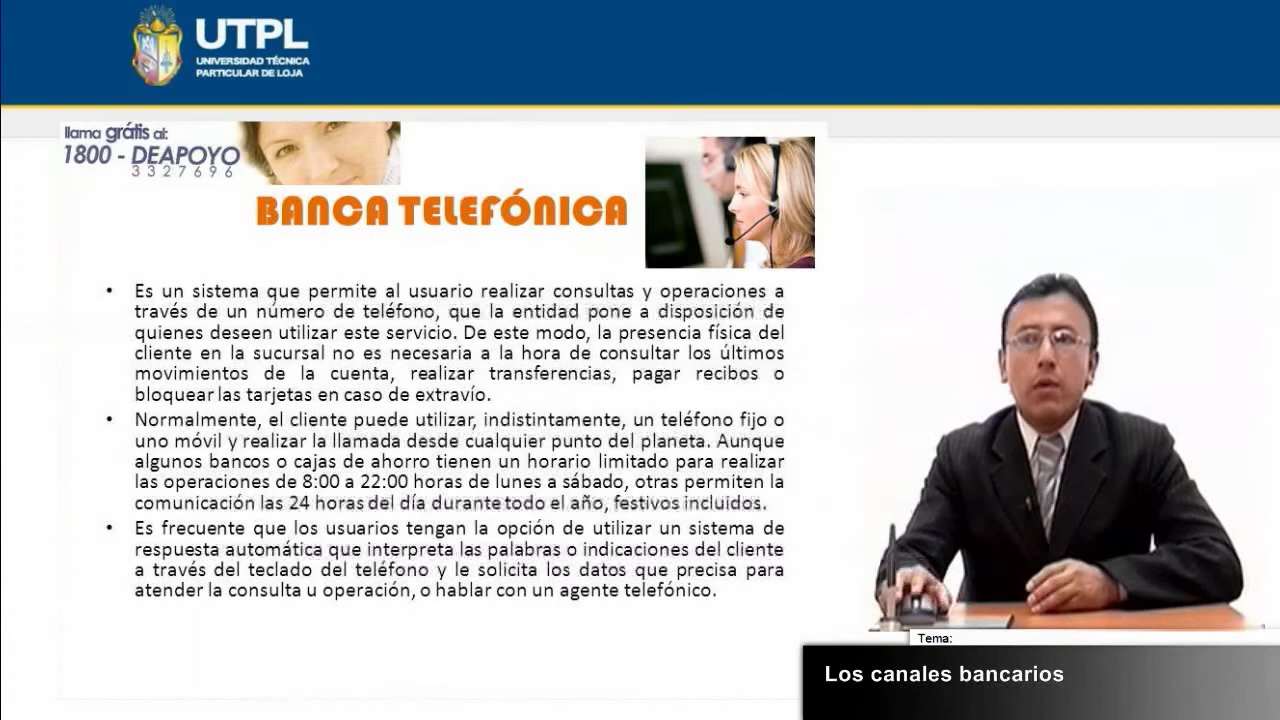 UTPL
UNIVERSIDAD TÉCNICA
PARTICULAR DE LOJA
llama grátis al:
1800 - DEAPOYO
3327696
BANCA TELEFÓNICA
• Es un sistema que permite al usuario realizar consultas y operaciones a
través de un número de teléfono, que la entidad pone a disposición de
quienes deseen utilizar este servicio. De este modo, la presencia física del
cliente en la sucursal no es necesaria a la hora de consultar los últimos
movimientos de la cuenta, realizar transferencias, pagar recibos o
bloquear las tarjetas en caso de extravío.
• Normalmente, el cliente puede utilizar, indistintamente, un teléfono fijo o
uno móvil y realizar la llamada desde cualquier punto del planeta. Aunque
algunos bancos o cajas de ahorro tienen un horario limitado para realizar
las operaciones de 8:00 a 22:00 horas de lunes a sábado, otras permiten la
comunicación las 24 horas del día durante todo el año, festivos incluidos.
• Es frecuente que los usuarios tengan la opción de utilizar un sistema de
respuesta automática que interpreta las palabras o indicaciones del cliente
a través del teclado del teléfono y le solicita los datos que precisa para
atender la consulta u operación, o hablar con un agente telefónico.
Tema:
Los canales bancarios